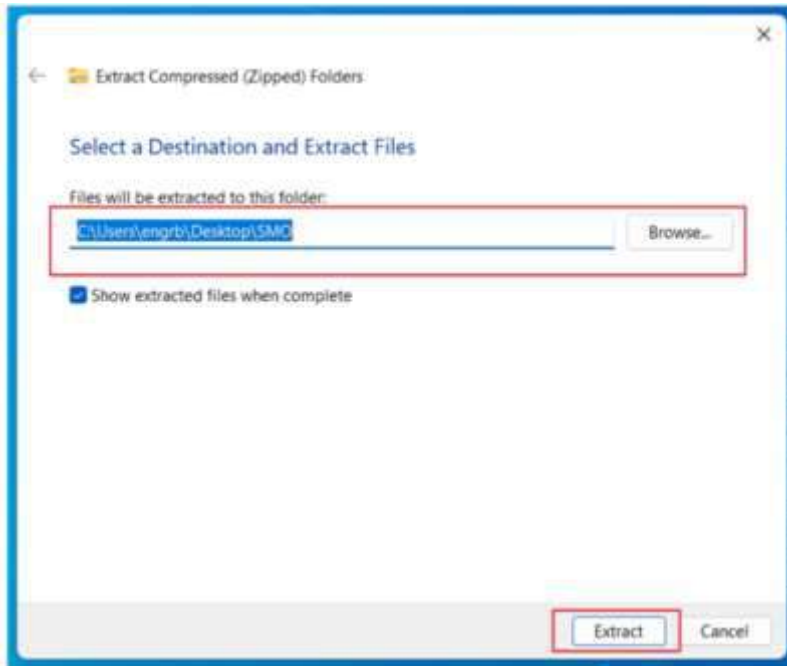 Extract Compressed (Zipped) Folders
Select a Destination and Extract Files
Files will be extracted to this folder:
C:\Users\engrb\Desktop\SMO
Browse...
Show extracted files when complete
Extract
Cancel